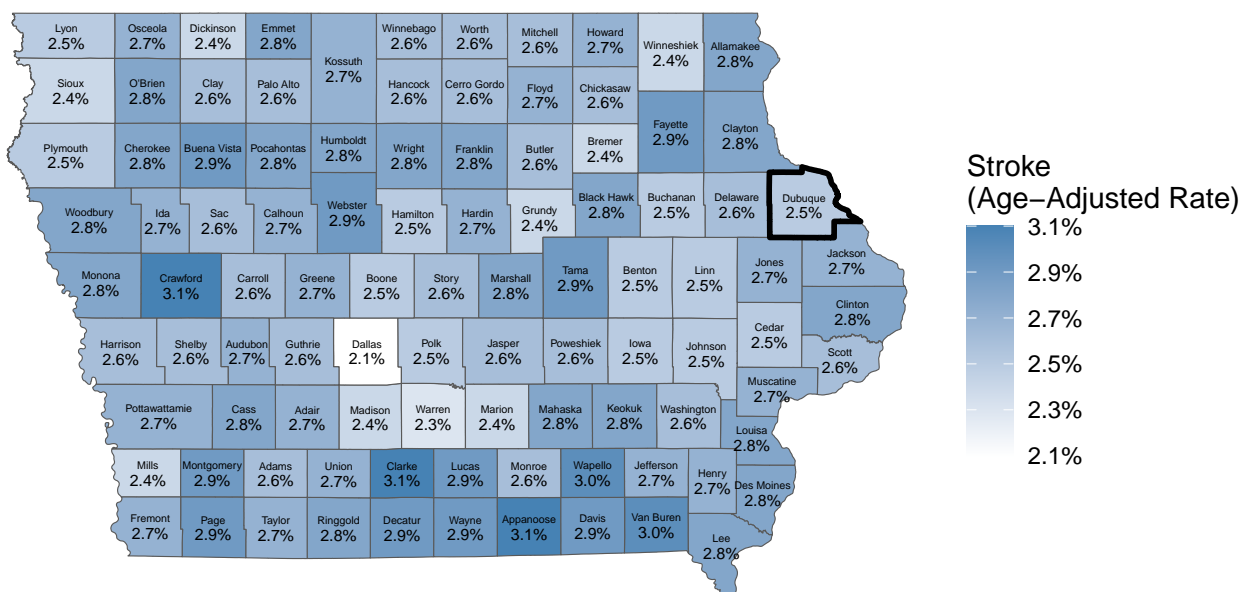 Lyon
2.5%
Osceola
2.7%
Dickinson
2.4%
Emmet
2.8%
Kossuth
2.7%
Winnebago
2.6%
Worth
2.6%
Mitchell
2.6%
Howard
2.7%
Winneshiek
2.4%
Allamakee
2.8%
Sioux
2.4%
O'Brien
2.8%
Clay
2.6%
Palo Alto
2.6%
Hancock
2.6%
Cerro Gordo
2.6%
Floyd
2.7%
Chickasaw
2.6%
Plymouth
2.5%
Cherokee
2.8%
Buena Vista
2.9%
Pocahontas
2.8%
Humboldt
2.8%
Wright
2.8%
Franklin
2.8%
Butler
2.6%
Bremer
2.4%
Fayette
2.9%
Clayton
2.8%
Woodbury
2.8%
Ida
2.7%
Sac
2.6%
Calhoun
2.7%
Webster
2.9%
Hamilton
2.5%
Hardin
2.7%
Grundy
2.4%
Black Hawk
2.8%
Buchanan
2.5%
Delaware
2.6%
Dubuque
2.5%
Monona
2.8%
Crawford
3.1%
Carroll
2.6%
Greene
2.7%
Boone
2.5%
Story
2.6%
Marshall
2.8%
Tama
2.9%
Benton
2.5%
Linn
2.5%
Jones
2.7%
Jackson
2.7%
Clinton
2.8%
Harrison
2.6%
Shelby
2.6%
Audubon
2.7%
Guthrie
2.6%
Dallas
2.1%
Polk
2.5%
Jasper
2.6%
Poweshiek
2.6%
Iowa
2.5%
Johnson
2.5%
Cedar
2.5%
Scott
2.6%
Muscatine
2.7%
Pottawattamie
2.7%
Cass
2.8%
Adair
2.7%
Madison
2.4%
Warren
2.3%
Marion
2.4%
Mahaska
2.8%
Keokuk
2.8%
Washington
2.6%
Louisa
2.8%
Mills
2.4%
Montgomery
2.9%
Adams
2.6%
Union
2.7%
Clarke
3.1%
Lucas
2.9%
Monroe
2.6%
Wapello
3.0%
Jefferson
2.7%
Henry
2.7%
Des Moines
2.8%
Fremont
2.7%
Page
2.9%
Taylor
2.7%
Ringgold
2.8%
Decatur
2.9%
Wayne
2.9%
Appanoose
3.1%
Davis
2.9%
Van Buren
3.0%
Lee
2.8%
Stroke
(Age−Adjusted Rate)
3.1%
2.9%
2.7%
2.5%
2.3%
2.1%